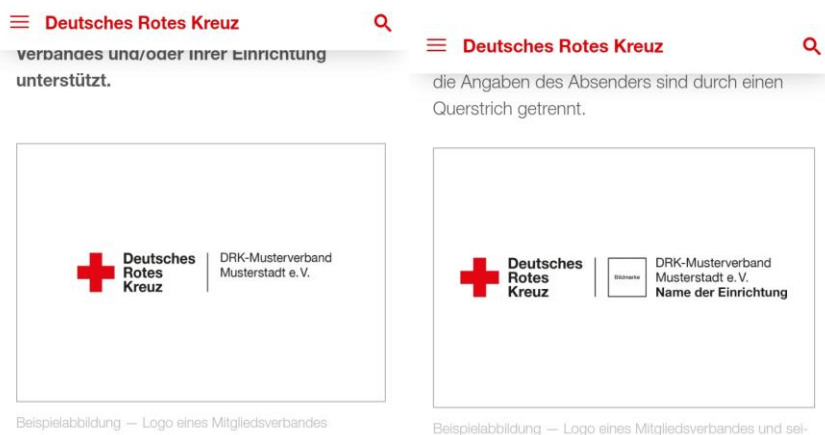 Deutsches Rotes Kreuz
Verbandes und/oder Ihrer Einrichtung
unterstützt.
Deutsches
Rotes
Kreuz
DRK-Musterverband
Musterstadt e. V.
Beispielabbildung — Logo eines Mitgliedsverbandes
Deutsches Rotes Kreuz
die Angaben des Absenders sind durch einen
Querstrich getrennt.
Deutsches
Rotes
Kreuz
Bildmarke
DRK-Musterverband
Musterstadt e. V.
Name der Einrichtung
Beispielabbildung — Logo eines Mitgliedsverbandes und sei-